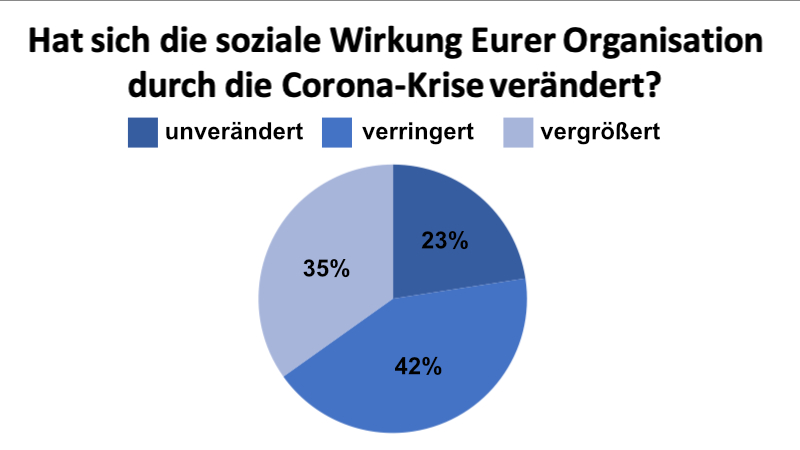 Hat sich die soziale Wirkung Eurer Organisation
durch die Corona-Krise verändert?
unverändert verringert vergrößert
23%
35%
42%